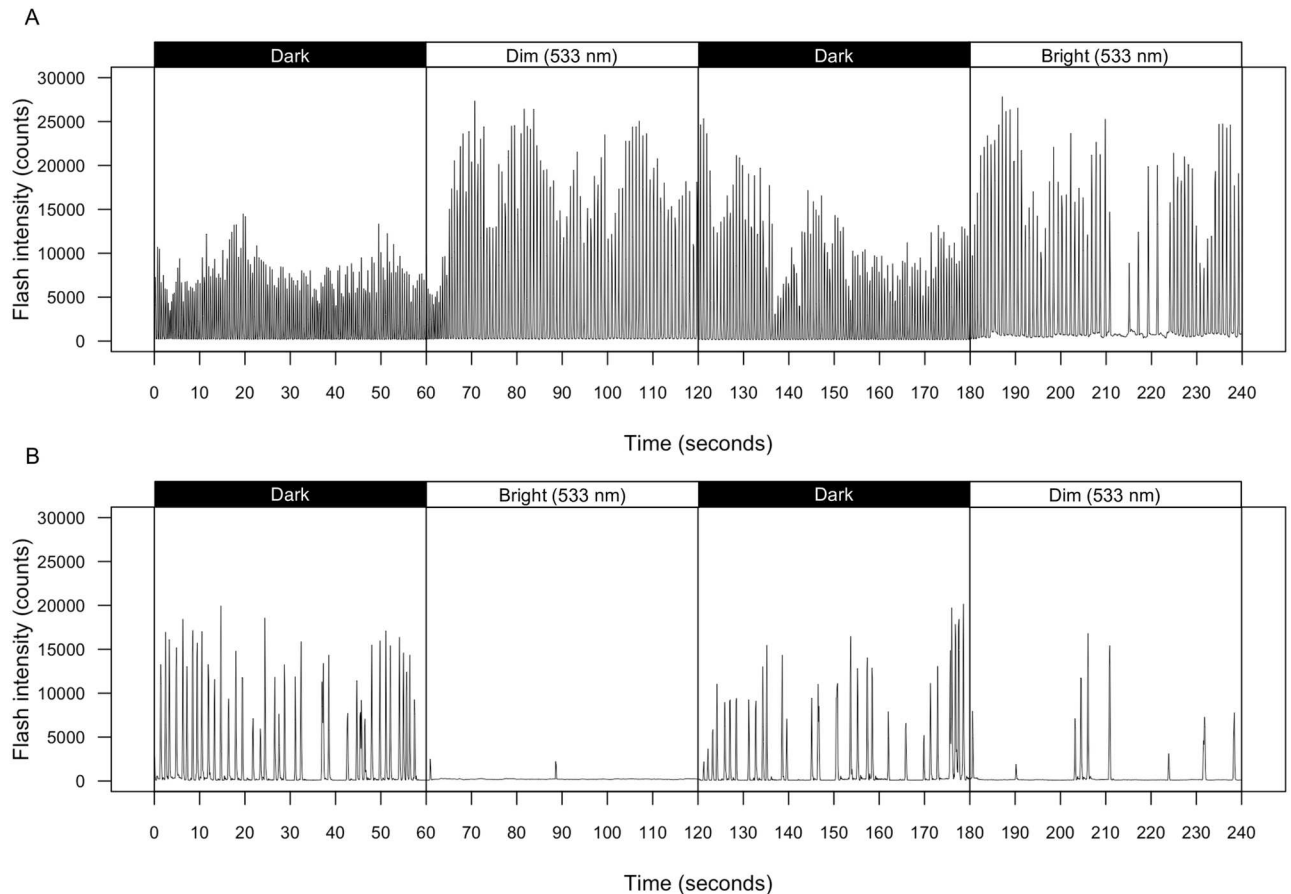 A
Dark Dim (533 nm) Dark Bright (533 nm)
30000
25000
20000
15000
10000
5000
0
Flash intensity (counts)
0 10 20 30 40 50 60 70 80 90 100 110 120 130 140 150 160 170 180 190 200 210 220 230 240
Time (seconds)
B
Dark Bright (533 nm) Dark Dim (533 nm)
30000
25000
20000
15000
10000
5000
0
Flash intensity (counts)
0 10 20 30 40 50 60 70 80 90 100 110 120 130 140 150 160 170 180 190 200 210 220 230 240
Time (seconds)